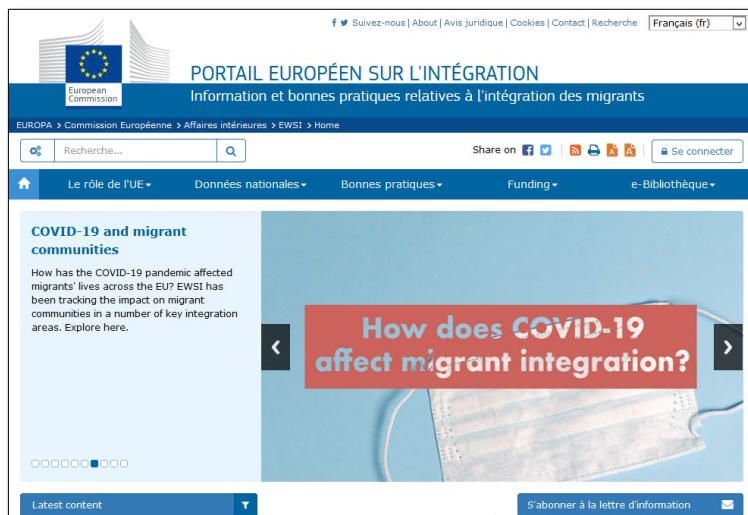 Suivez-nous | About | Avis juridique | Cookies | Contact | Recherche Français (fr)
European
Commission
PORTAIL EUROPÉEN SUR L'INTÉGRATION
Information et bonnes pratiques relatives à l'intégration des migrants
EUROPA > Commission Européenne > Affaires intérieures > EWSI > Home
Recherche... Share on Se connecter
Le rôle de l'UE Données nationales Bonnes pratiques Funding e-Bibliothèque
COVID-19 and migrant
communities
How has the COVID-19 pandemic affected
migrants' lives across the EU? EWSI has
been tracking the impact on migrant
communities in a number of key integration
areas. Explore here.
How does COVID-19
affect migrant integration?
Latest content S'abonner à la lettre d'information